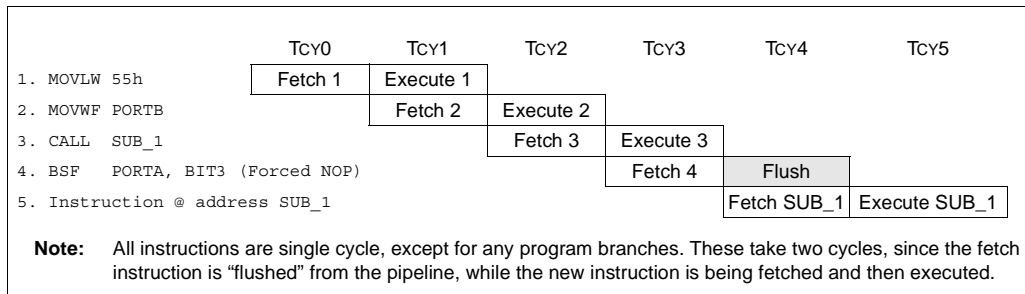 TCY0 TCY1 TCY2 TCY3 TCY4 TCY5
1. MOVLW 55h Fetch 1 Execute 1
2. MOVWF PORTB Fetch 2 Execute 2
3. CALL SUB_1 Fetch 3 Execute 3
4. BSF PORTA, BIT3 (Forced NOP) Fetch 4 Flush
5. Instruction @ address SUB_1 Fetch SUB_1 Execute SUB_1
Note: All instructions are single cycle, except for any program branches. These take two cycles, since the fetch
instruction is “flushed” from the pipeline, while the new instruction is being fetched and then executed.